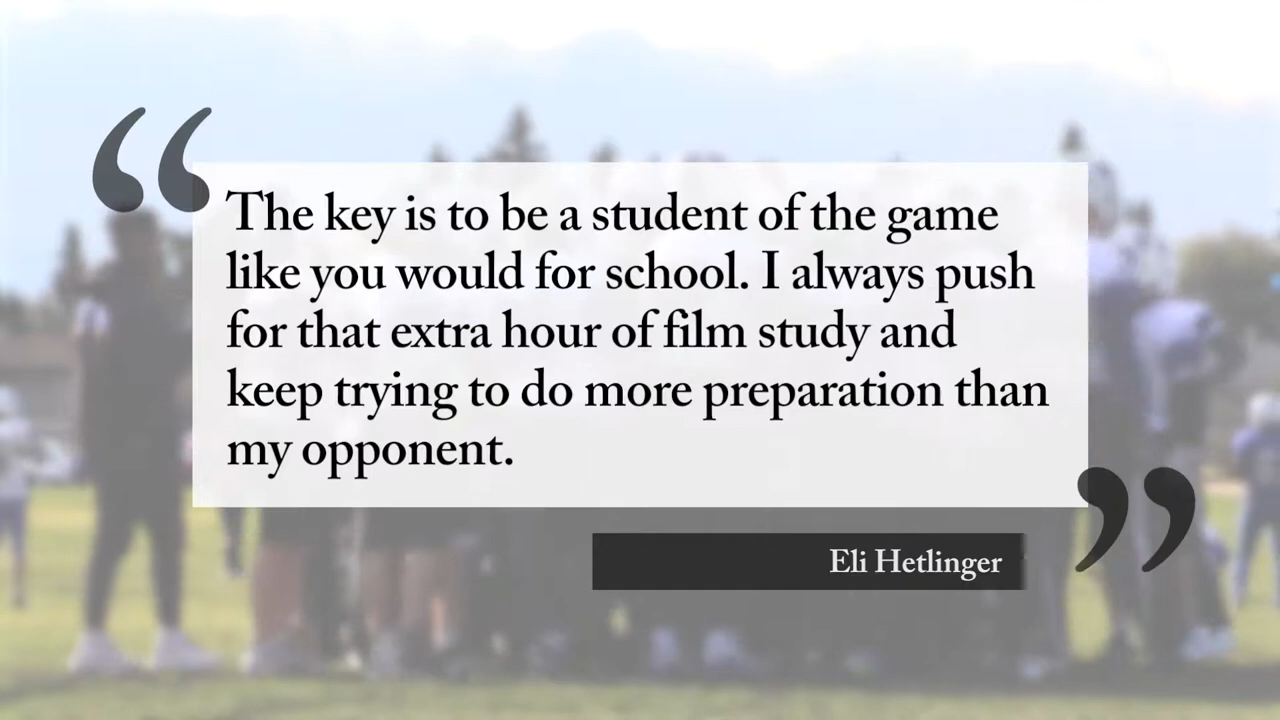 “
The key is to be a student of the game
like you would for school. I always push
for that extra hour of film study and
keep trying to do more preparation than
my opponent.
”
Eli Hetlinger